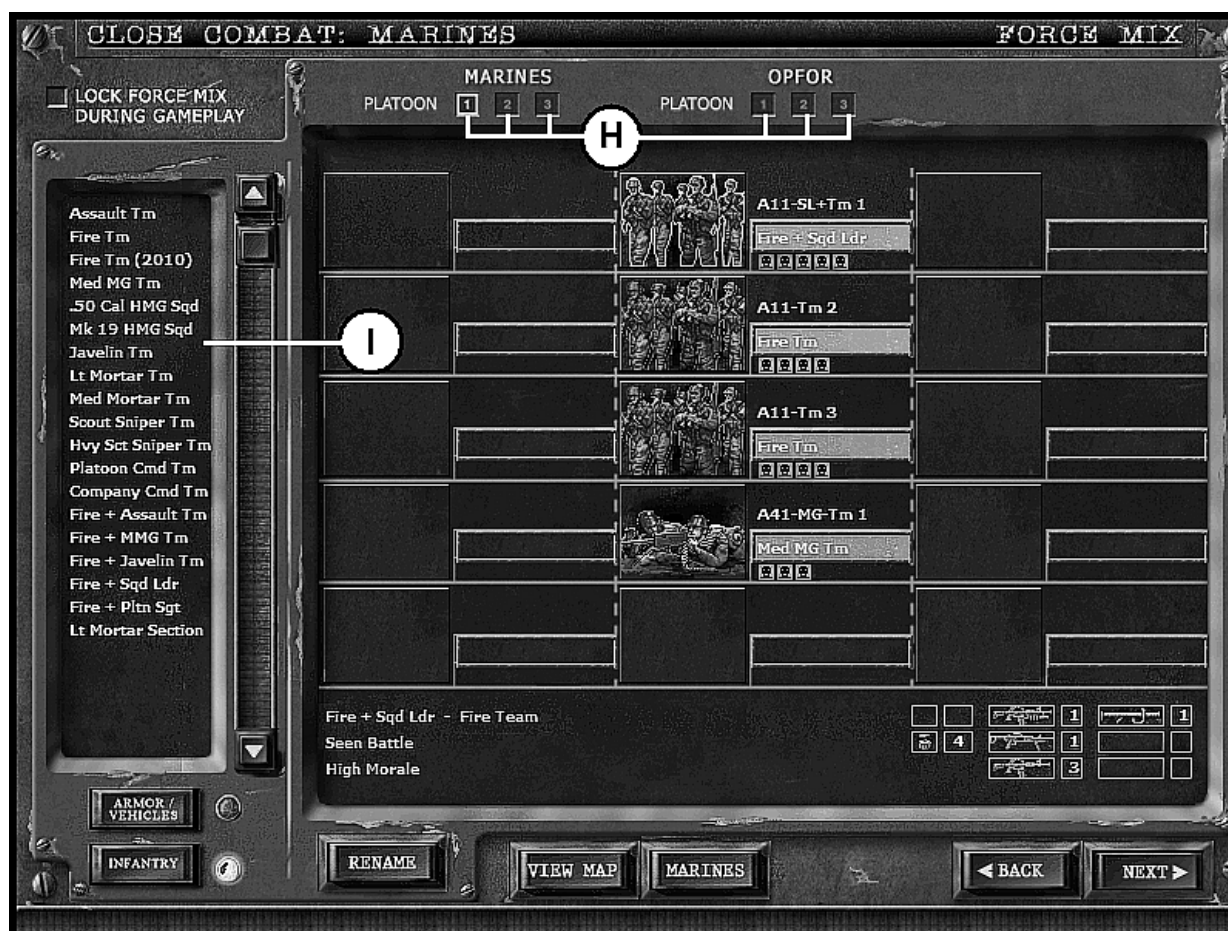 CLOSE COMBAT: MARINES
FORCE MIX
LOCK FORCE MIX
DURING GAMEPLAY
MARINES
PLATOON 1 2 3
OPFOR
PLATOON 1 2 3
H
Assault Tm
Fire Tm
Fire Tm (2010)
Med MG Tm
.50 Cal HMG Sqd
Mk 19 HMG Sqd
Javelin Tm
Lt Mortar Tm
Med Mortar Tm
Scout Sniper Tm
Hvy Sct Sniper Tm
Platoon Cmd Tm
Company Cmd Tm
Fire + Assault Tm
Fire + MMG Tm
Fire + Javelin Tm
Fire + Sqd Ldr
Fire + Pltn Sgt
Lt Mortar Section
I
A11-SL+Tm 1
Fire + Sqd Ldr
A11-Tm 2
Fire Tm
A11-Tm 3
Fire Tm
A41-MG-Tm 1
Med MG Tm
Fire + Sqd Ldr - Fire Team
1 1
Seen Battle
4 1
High Morale
3
ARMOR /
VEHICLES
INFANTRY
RENAME
VIEW MAP
MARINES
BACK
NEXT